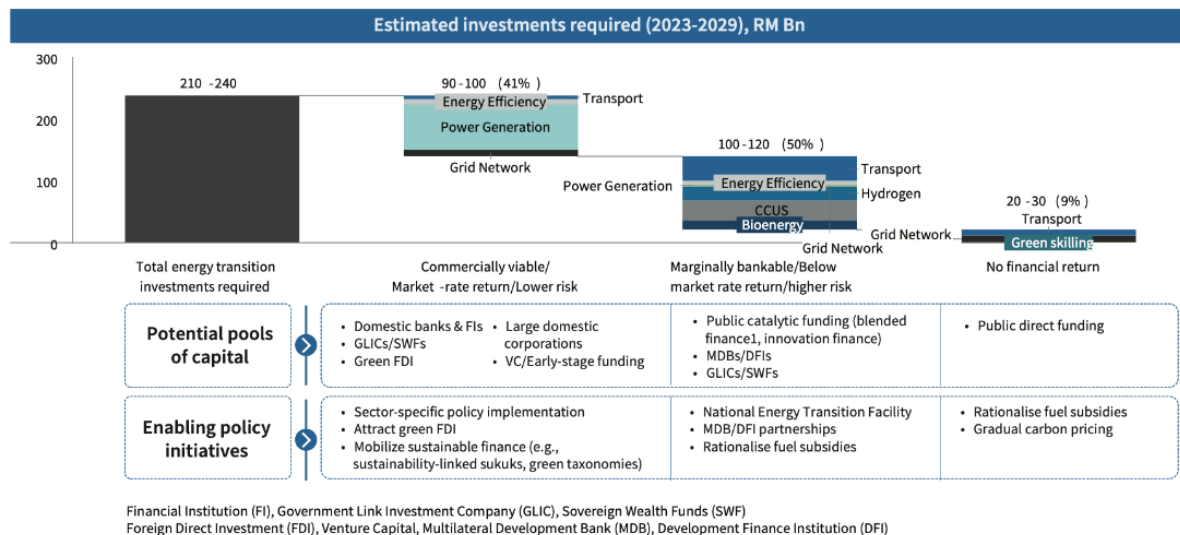 Estimated investments required (2023-2029), RM Bn
300
200
100
0
210 -240
90-100 (41% )
Transport
Energy Efficiency
Power Generation
Grid Network
100-120 (50%)
Transport
Power Generation
Energy Efficiency
Hydrogen
CCUS
Bioenergy
Grid Network
20 -30 (9%)
Transport
Grid Network
Green skilling
Total energy transition
investments required
Commercially viable/
Market -rate return/Lower risk
Marginally bankable/Below
market rate return/higher risk
No financial return
Potential pools
of capital
• Domestic banks & FIs
• GLICs/SWFs
• Green FDI
• Large domestic
corporations
• VC/Early-stage funding
• Public catalytic funding (blended
finance1, innovation finance)
• MDBs/DFIs
• GLICs/SWFs
• Public direct funding
Enabling policy
initiatives
• Sector-specific policy implementation
• Attract green FDI
• Mobilize sustainable finance (e.g.,
sustainability-linked sukuks, green taxonomies)
• National Energy Transition Facility
• MDB/DFI partnerships
• Rationalise fuel subsidies
• Rationalise fuel subsidies
• Gradual carbon pricing
Financial Institution (FI), Government Link Investment Company (GLIC), Sovereign Wealth Funds (SWF)
Foreign Direct Investment (FDI), Venture Capital, Multilateral Development Bank (MDB), Development Finance Institution (DFI)